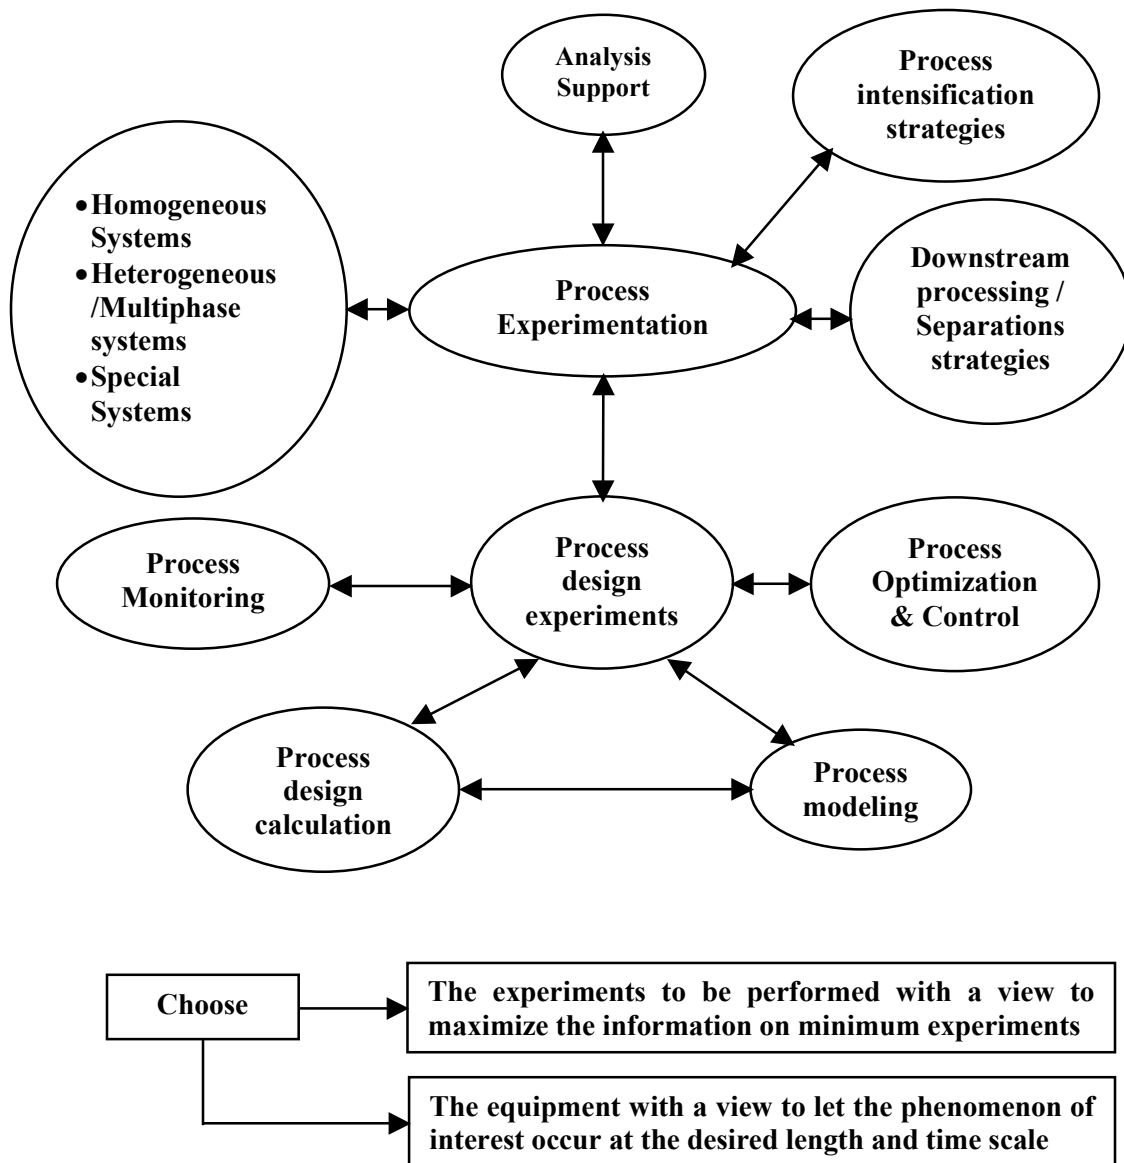 Analysis
Support
Process
intensification
strategies
•Homogeneous
Systems
•Heterogeneous
/Multiphase
systems
•Special
Systems
Process
Experimentation
Downstream
processing /
Separations
strategies
Process
Monitoring
Process
design
experiments
Process
Optimization
& Control
Process
design
calculation
Process
modeling
Choose
The experiments to be performed with a view to
maximize the information on minimum experiments
The equipment with a view to let the phenomenon of
interest occur at the desired length and time scale